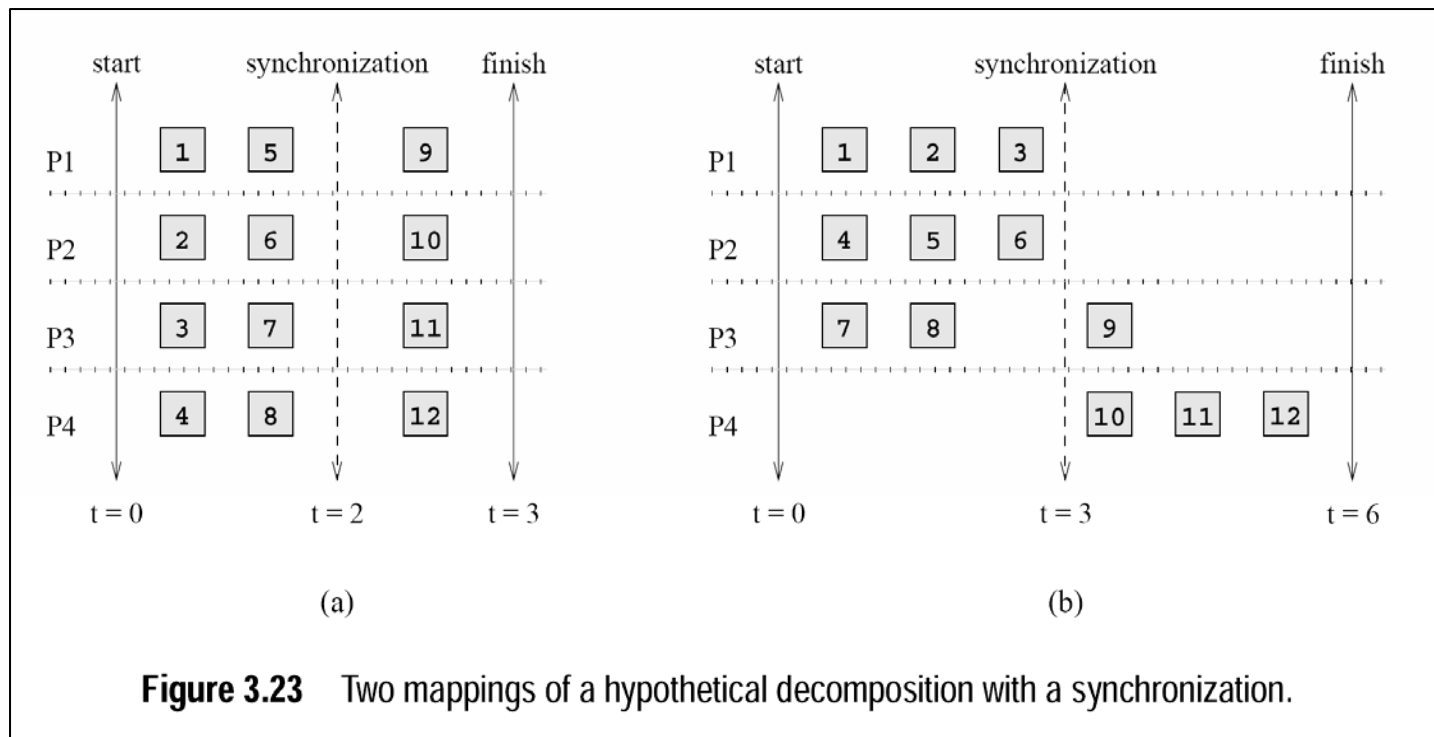 start synchronization finish start synchronization finish
P1 1 5 9 P1 1 2 3
P2 2 6 10 P2 4 5 6
P3 3 7 11 P3 7 8 9
P4 4 8 12 P4 10 11 12
t = 0 t = 2 t = 3 t = 0 t = 3 t = 6
(a) (b)
Figure 3.23 Two mappings of a hypothetical decomposition with a synchronization.